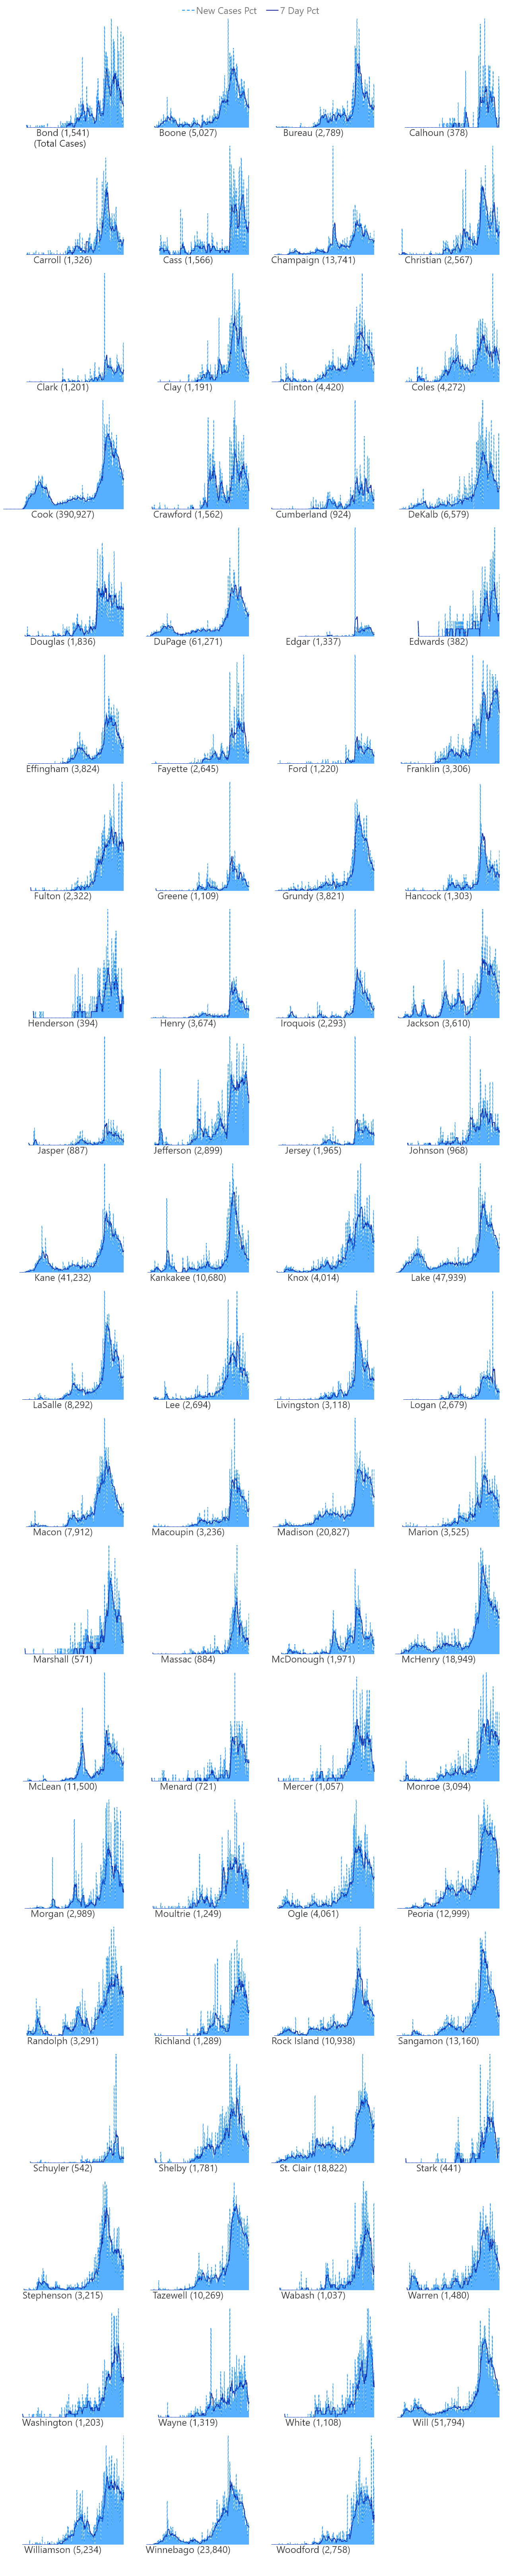 New Cases Pct 7 Day Pct
Bond (1,541) Boone (5,027) Bureau (2,789) Calhoun (378)
(Total Cases)
Carroll (1,326) Cass (1,566) Champaign (13,741) Christian (2,567)
Clark (1,201) Clay (1,191) Clinton (4,420) Coles (4,272)
Cook (390,927) Crawford (1,562) Cumberland (924) DeKalb (6,579)
Douglas (1,836) DuPage (61,271) Edgar (1,337) Edwards (382)
Effingham (3,824) Fayette (2,645) Ford (1,220) Franklin (3,306)
Fulton (2,322) Greene (1,109) Grundy (3,821) Hancock (1,303)
Henderson (394) Henry (3,674) Iroquois (2,293) Jackson (3,610)
Jasper (887) Jefferson (2,899) Jersey (1,965) Johnson (968)
Kane (41,232) Kankakee (10,680) Knox (4,014) Lake (47,939)
LaSalle (8,292) Lee (2,694) Livingston (3,118) Logan (2,679)
Macon (7,912) Macoupin (3,236) Madison (20,827) Marion (3,525)
Marshall (571) Massac (884) McDonough (1,971) McHenry (18,949)
McLean (11,500) Menard (721) Mercer (1,057) Monroe (3,094)
Morgan (2,989) Moultrie (1,249) Ogle (4,061) Peoria (12,999)
Randolph (3,291) Richland (1,289) Rock Island (10,938) Sangamon (13,160)
Schuyler (542) Shelby (1,781) St. Clair (18,822) Stark (441)
Stephenson (3,215) Tazewell (10,269) Wabash (1,037) Warren (1,480)
Washington (1,203) Wayne (1,319) White (1,108) Will (51,794)
Williamson (5,234) Winnebago (23,840) Woodford (2,758)